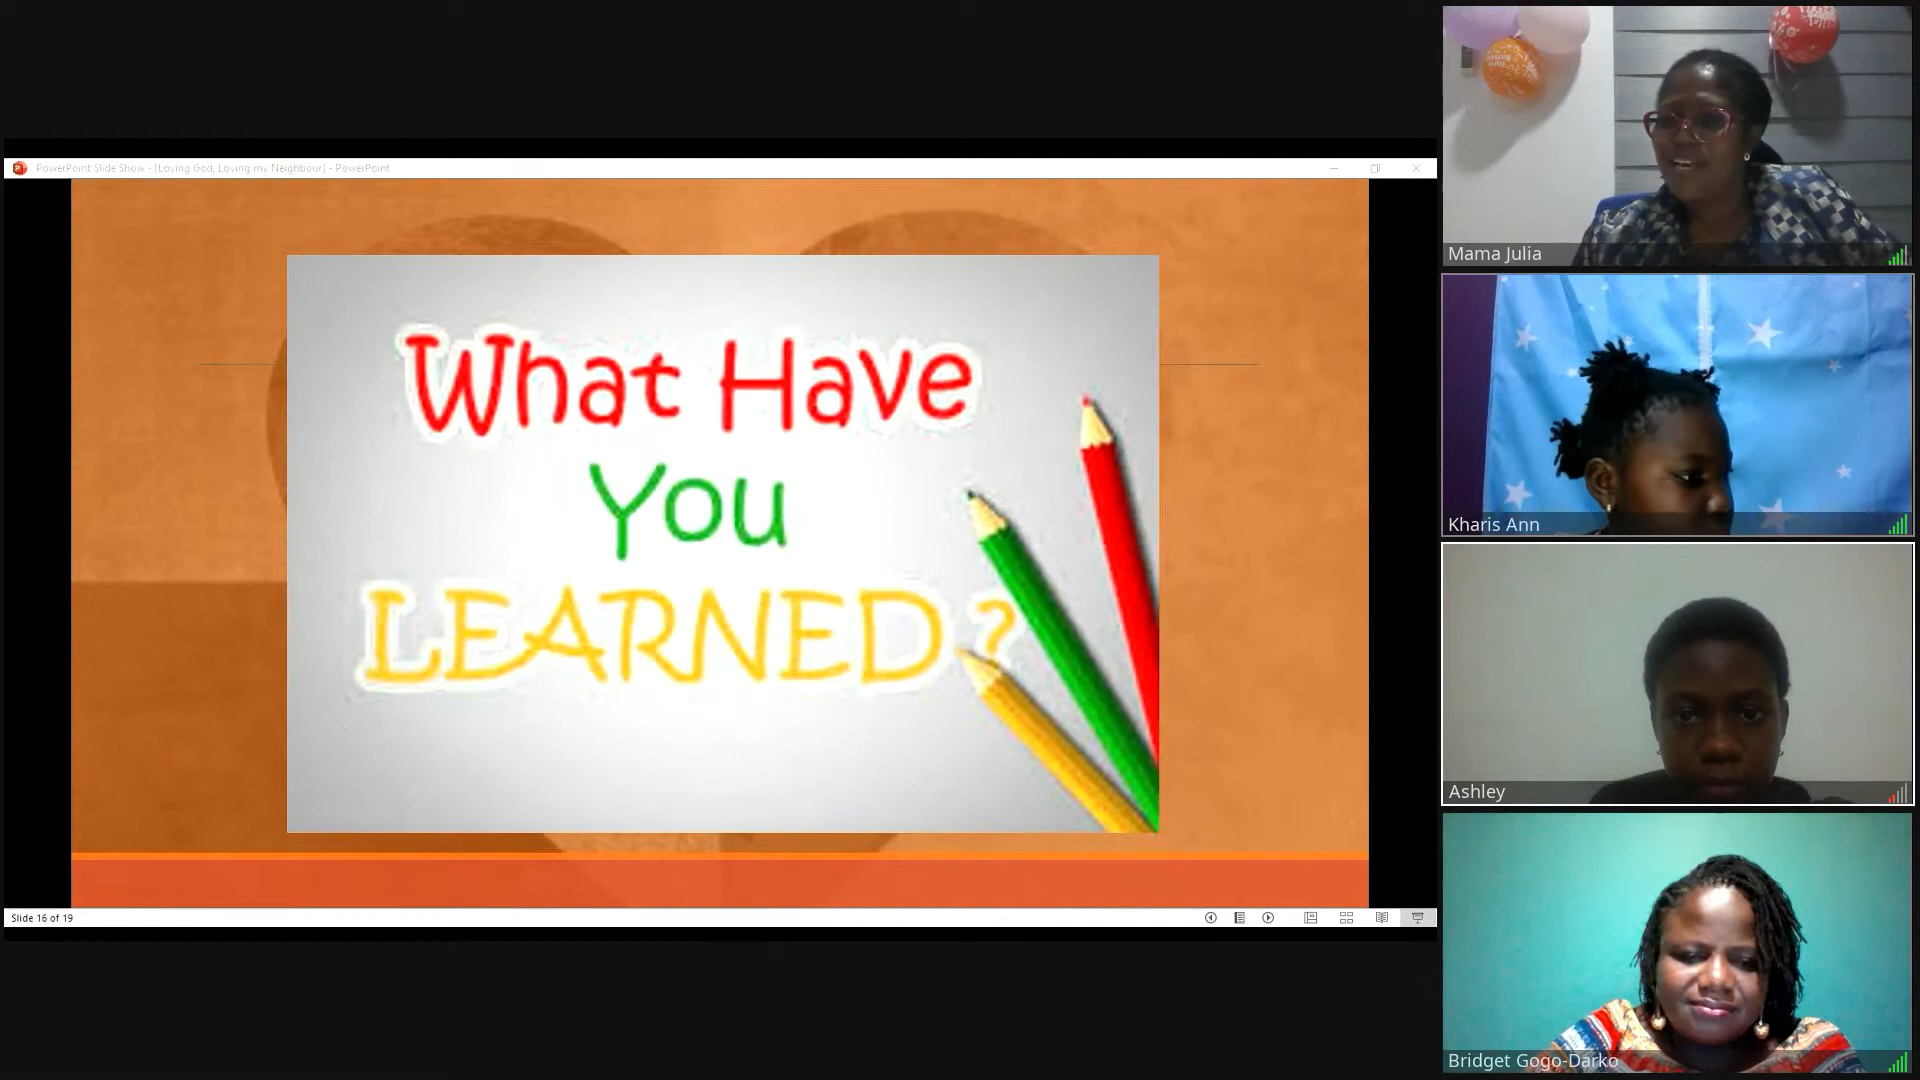 PowerPoint Slide Show - [Loving God, Loving my Neighbour] - PowerPoint
What Have
You
LEARNED ?
Slide 16 of 19
Mama Julia
Kharis Ann
Ashley
Bridget Gogo-Darko